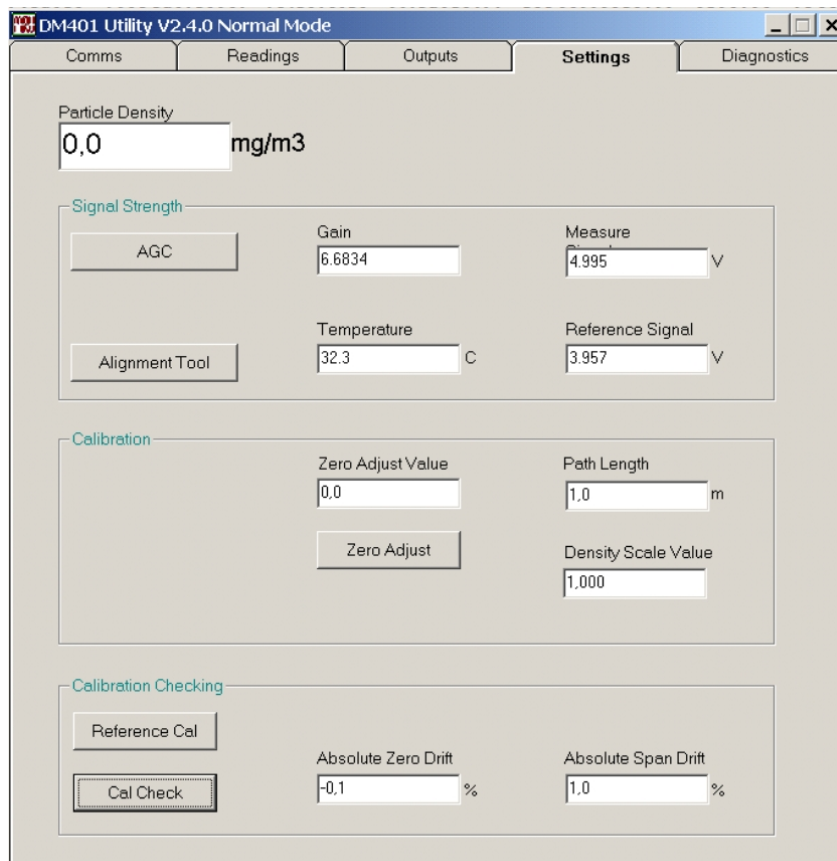 DM401 Utility V2.4.0 Normal Mode
Comms Readings Outputs Settings Diagnostics
Particle Density
0,0 mg/m3
Signal Strength
AGC
Gain
6.6834
Measure
4.995 V
Alignment Tool
Temperature
32.3 C
Reference Signal
3.957 V
Calibration
Zero Adjust Value
0,0
Path Length
1,0 m
Zero Adjust
Density Scale Value
1,000
Calibration Checking
Reference Cal
Cal Check
Absolute Zero Drift
-0,1 %
Absolute Span Drift
1,0 %